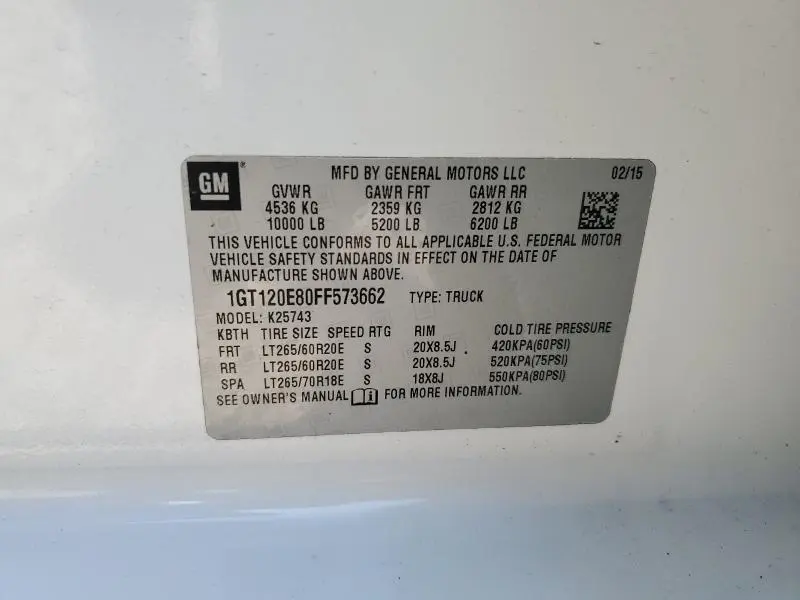 GM ® MFD BY GENERAL MOTORS LLC 02/15
GVWR GAWR FRT GAWR RR
4536 KG 2359 KG 2812 KG
10000 LB 5200 LB 6200 LB
THIS VEHICLE CONFORMS TO ALL APPLICABLE U.S. FEDERAL MOTOR
VEHICLE SAFETY STANDARDS IN EFFECT ON THE DATE OF
MANUFACTURE SHOWN ABOVE.
1GT120E80FF573662 TYPE: TRUCK
MODEL: K25743
KBTH TIRE SIZE SPEED RTG RIM COLD TIRE PRESSURE
FRT LT265/60R20E S 20X8.5J 420KPA(60PSI)
RR LT265/60R20E S 20X8.5J 520KPA(75PSI)
SPA LT265/70R18E S 18X8J 550KPA(80PSI)
SEE OWNER'S MANUAL FOR MORE INFORMATION.